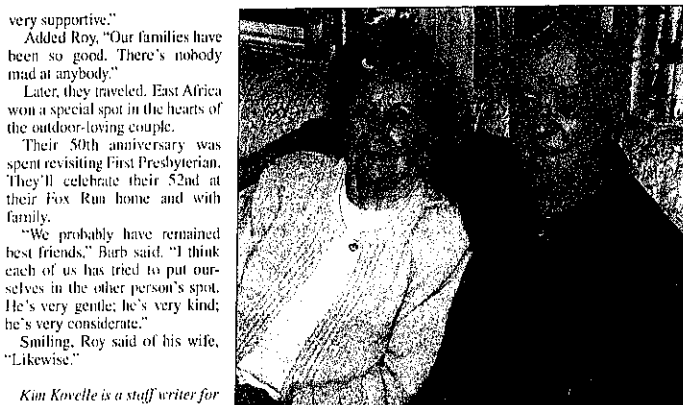 very supportive."
Added Roy, "Our families have
been so good. There's nobody
mad at anybody."
Later, they traveled. East Africa
won a special spot in the hearts of
the outdoor-loving couple.
Their 50th anniversary was
spent revisiting First Presbyterian.
They'll celebrate their 52nd at
their Fox Run home and with
family.
"We probably have remained
best friends," Barb said. "I think
each of us has tried to put our-
selves in the other person's spot.
He's very gentle; he's very kind;
he's very considerate."
Smiling, Roy said of his wife,
"Likewise."
Kim Kovelle is a staff writer for